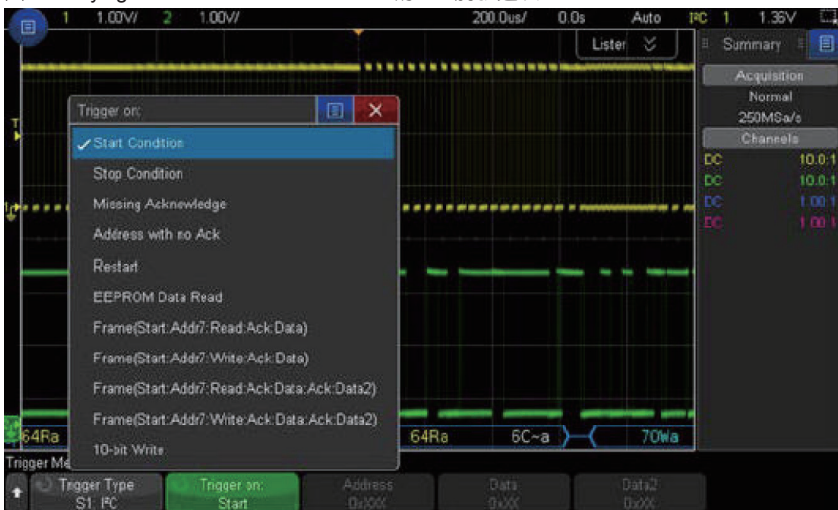 1 1.00V/ 2 1.00V/ 200.0us/ 0.0s Auto I²C 1 1.36V
Lister
Summary
Acquisition
Normal
250MSa/s
Channels
DC 10.0:1
DC 10.0:1
DC 1.00:1
DC 1.00:1
T
1
Trigger on:
Start Condition
Stop Condition
Missing Acknowledge
Address with no Ack
Restart
EEPROM Data Read
Frame(Start:Addr7:Read:Ack:Data)
Frame(Start:Addr7:Write:Ack:Data)
Frame(Start:Addr7:Read:Ack:Data:Ack:Data2)
Frame(Start:Addr7:Write:Ack:Data:Ack:Data2)
10-bit Write
64Ra 64Ra 6C~a 70Wa
Trigger Me
Trigger Type
S1: I²C
Trigger on:
Start
Address
0xXX
Data
0xXX
Data2
0xXX